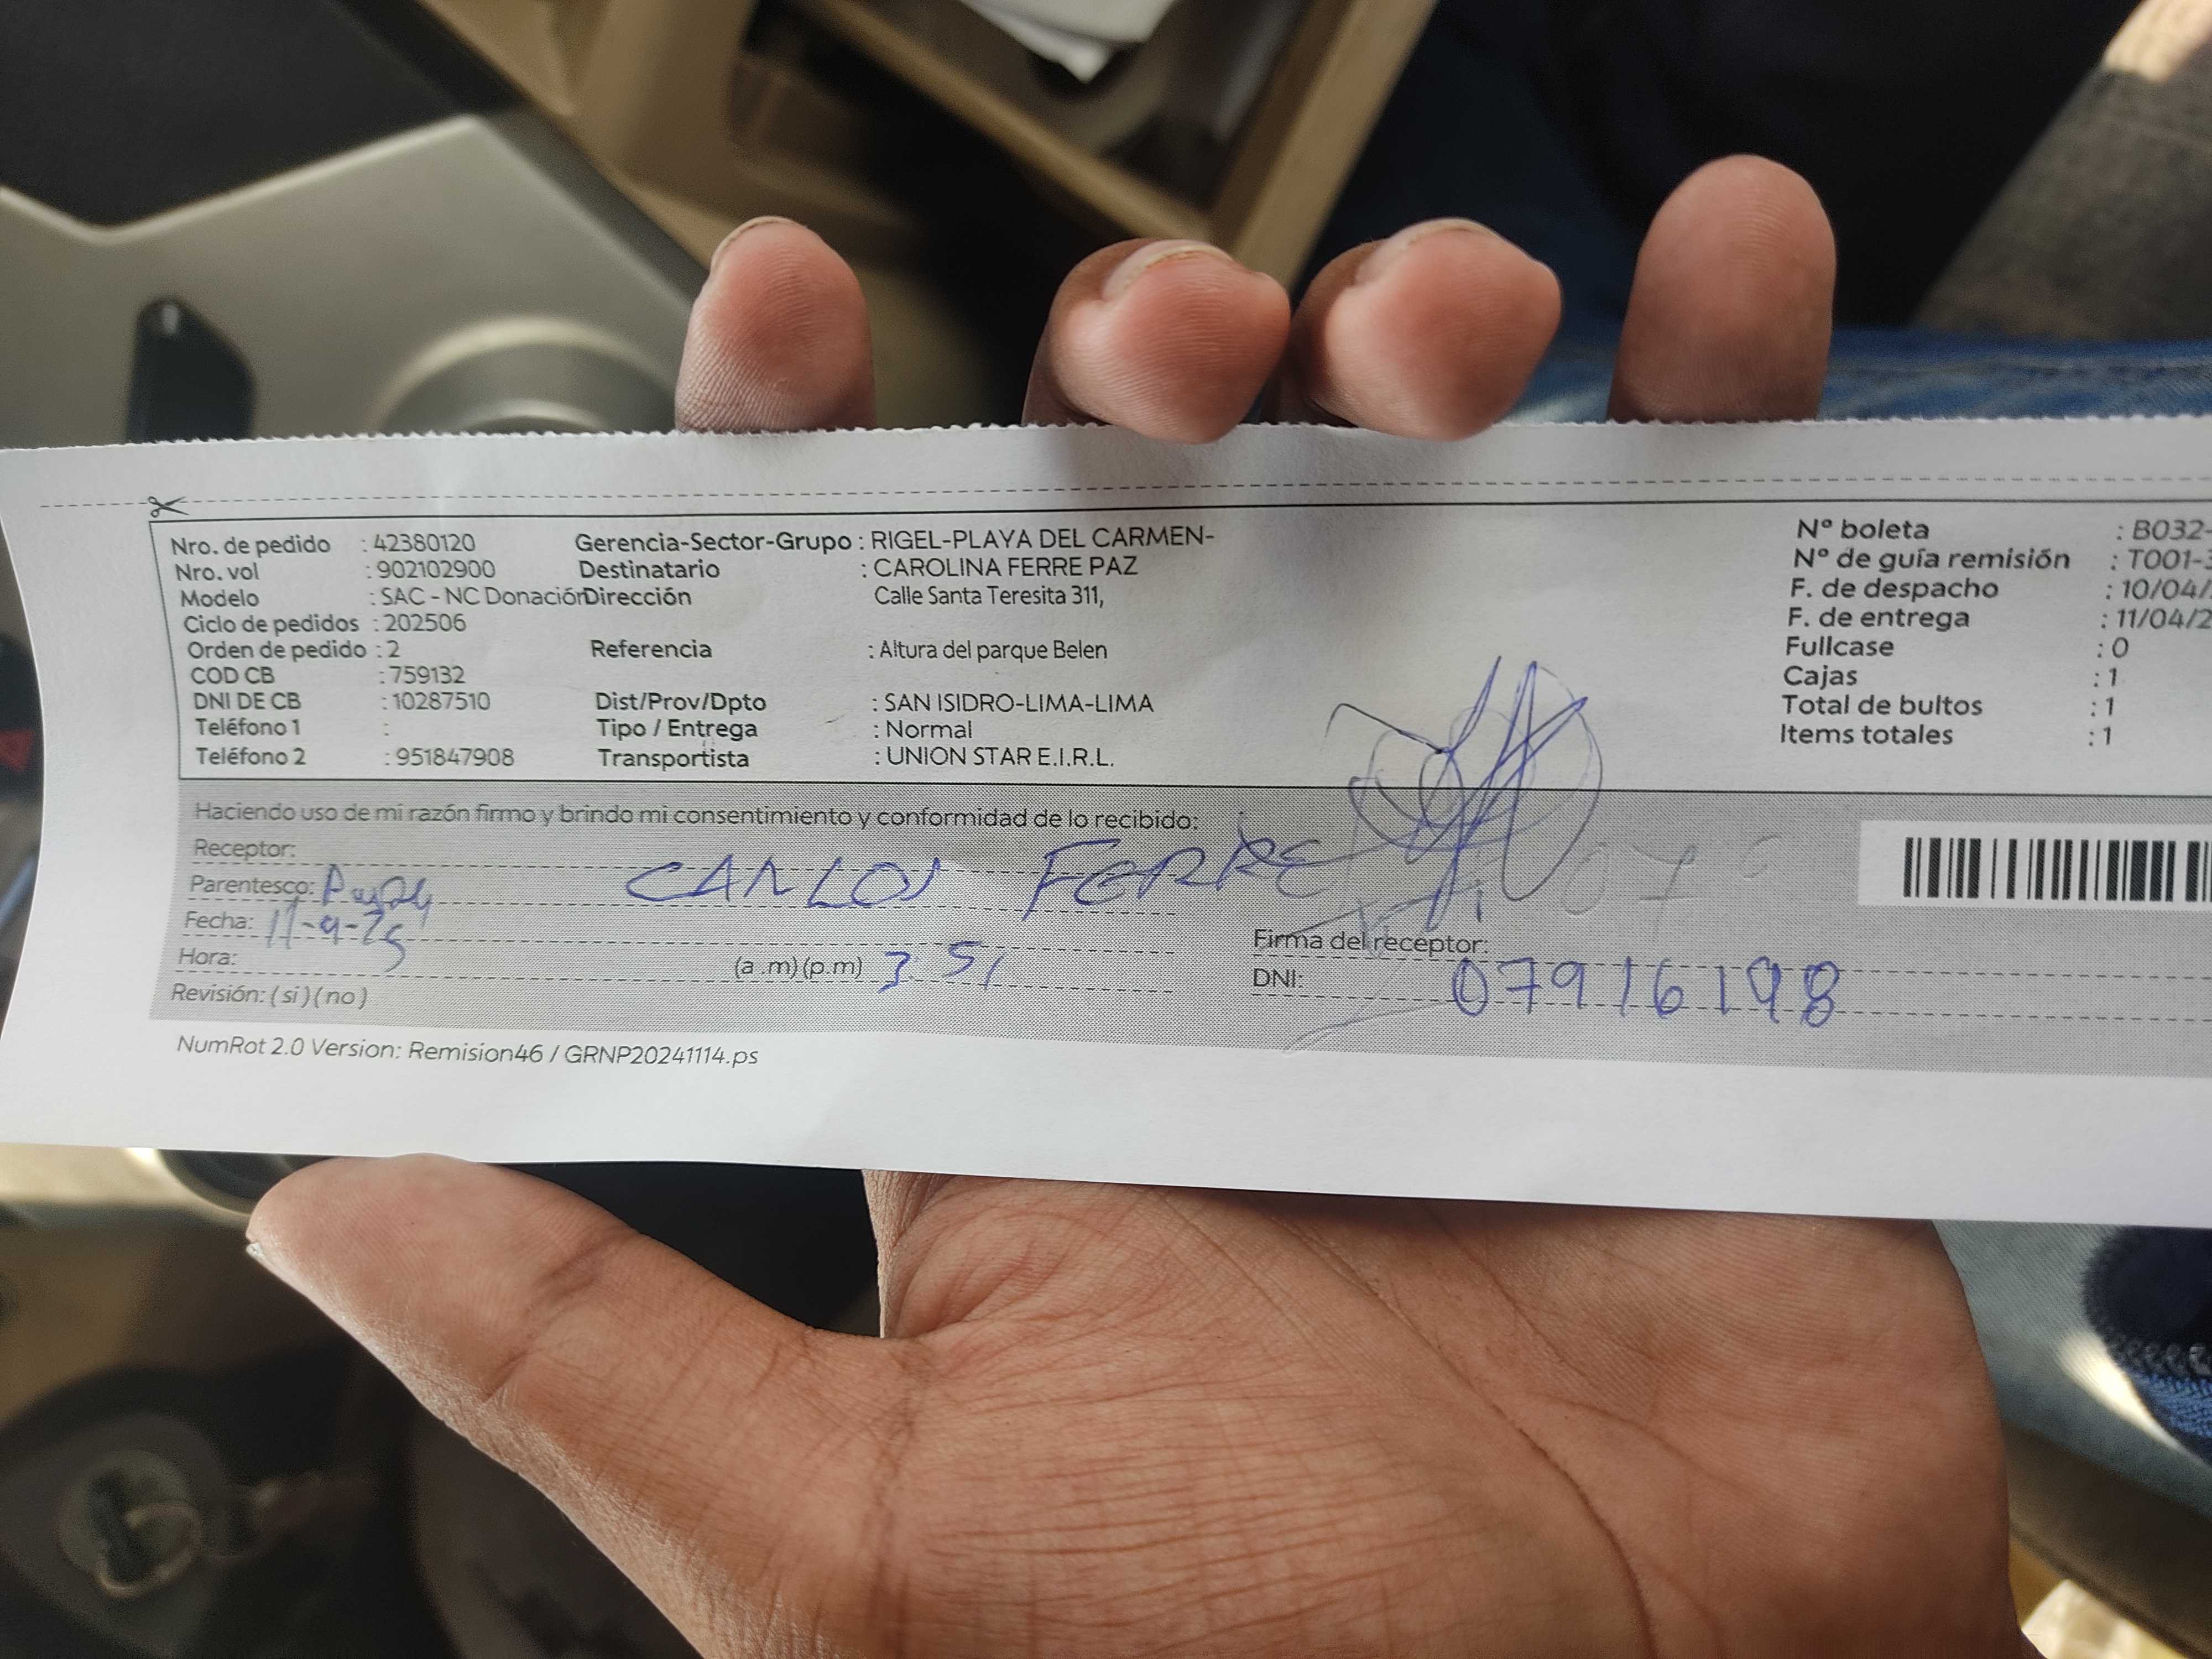 Nro. de pedido : 42380120
Nro. vol : 902102900
Modelo : SAC - NC Donación
Ciclo de pedidos : 202506
Orden de pedido : 2
COD CB : 759132
DNI DE CB : 10287510
Teléfono 1 :
Teléfono 2 : 951847908
Gerencia-Sector-Grupo : RIGEL-PLAYA DEL CARMEN-
Destinatario : CAROLINA FERRE PAZ
Dirección Calle Santa Teresita 311,
Referencia : Altura del parque Belen
Dist/Prov/Dpto : SAN ISIDRO-LIMA-LIMA
Tipo / Entrega : Normal
Transportista : UNION STAR E.I.R.L.
Nº boleta : B032-
Nº de guía remisión : T001-3
F. de despacho : 10/04/
F. de entrega : 11/04/2
Fullcase : 0
Cajas : 1
Total de bultos : 1
Items totales : 1
Haciendo uso de mi razón firmo y brindo mi consentimiento y conformidad de lo recibido:
Receptor: CARLOS FERRE
Parentesco:
Fecha: 11-4-25
Hora: (a .m)(p.m) 3 51
Revisión: (si)(no)
Firma del receptor:
DNI: 07916198
NumRot 2.0 Version: Remision46 / GRNP20241114.ps